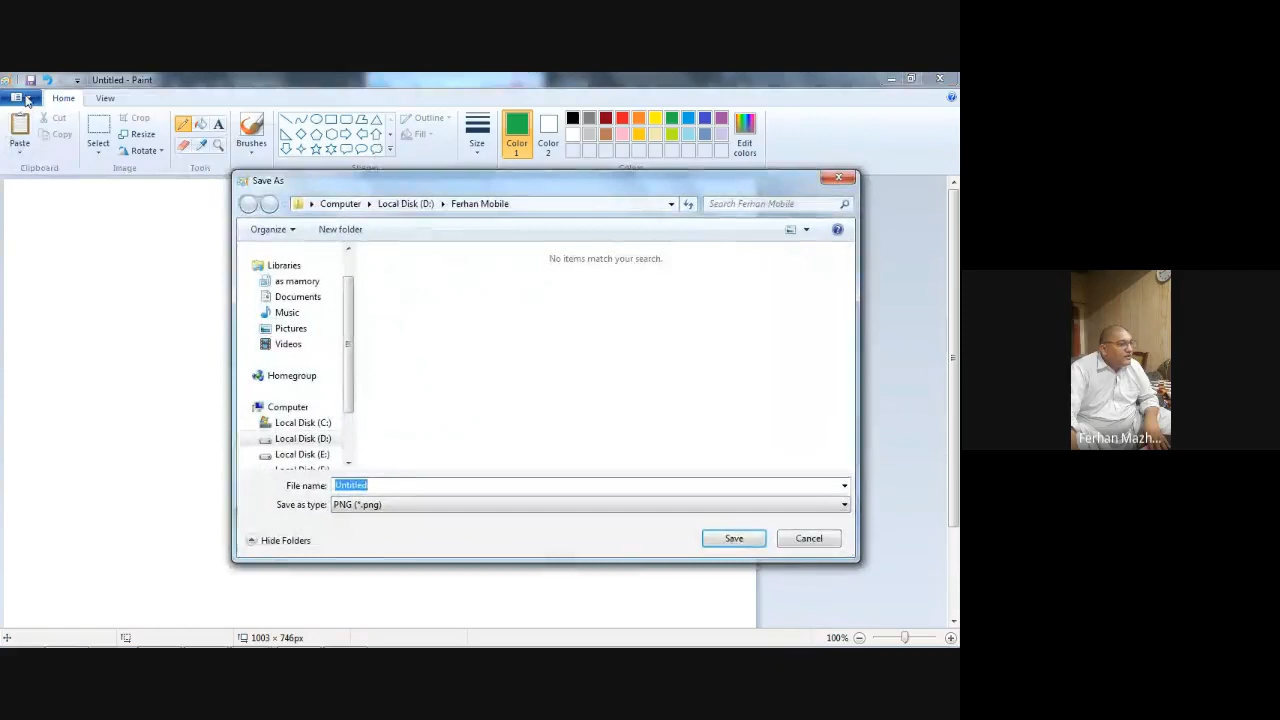 Untitled - Paint
Home
View
Paste
Cut
Copy
Clipboard
Select
Crop
Resize
Rotate
Image
Tools
Brushes
Outline
Fill
Size
Color
1
Color
2
Edit
colors
Save As
Computer
Local Disk (D:)
Ferhan Mobile
Search Ferhan Mobile
Organize
New folder
Libraries
as mamory
Documents
Music
Pictures
Videos
Homegroup
Computer
Local Disk (C:)
Local Disk (D:)
Local Disk (E:)
No items match your search.
File name: Untitled
Save as type: PNG (*.png)
Hide Folders
Save
Cancel
1003 × 746px
100%
Ferhan Mazh...